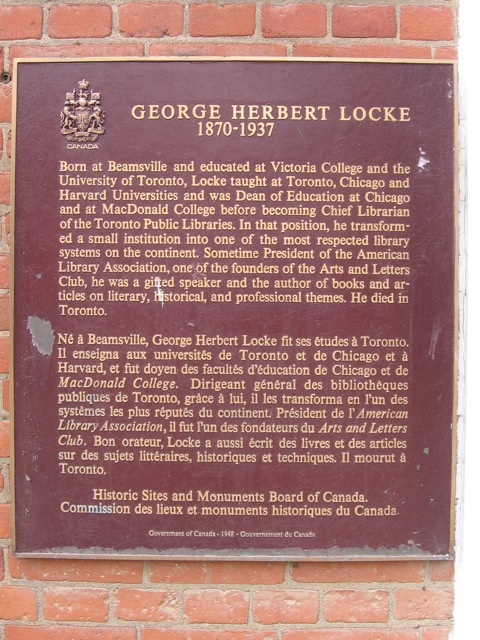 CANADA
GEORGE HERBERT LOCKE
1870-1937
Born at Beamsville and educated at Victoria College and the
University of Toronto, Locke taught at Toronto, Chicago and
Harvard Universities and was Dean of Education at Chicago
and at MacDonald College before becoming Chief Librarian
of the Toronto Public Libraries. In that position, he transform-
ed a small institution into one of the most respected library
systems on the continent. Sometime President of the American
Library Association, one of the founders of the Arts and Letters
Club, he was a gifted speaker and the author of books and ar-
ticles on literary, historical, and professional themes. He died in
Toronto.
Né à Beamsville, George Herbert Locke fit ses études à Toronto.
Il enseigna aux universités de Toronto et de Chicago et à
Harvard, et fut doyen des facultés d'éducation de Chicago et de
MacDonald College. Dirigeant général des bibliothèques
publiques de Toronto, grâce à lui, il les transforma en l'un des
systèmes les plus réputés du continent. Président de l'American
Library Association, il fut l'un des fondateurs du Arts and Letters
Club. Bon orateur, Locke a aussi écrit des livres et des articles
sur des sujets littéraires, historiques et techniques. Il mourut à
Toronto.
Historic Sites and Monuments Board of Canada.
Commission des lieux et monuments historiques du Canada.
Government of Canada - 1948 - Gouvernement du Canada